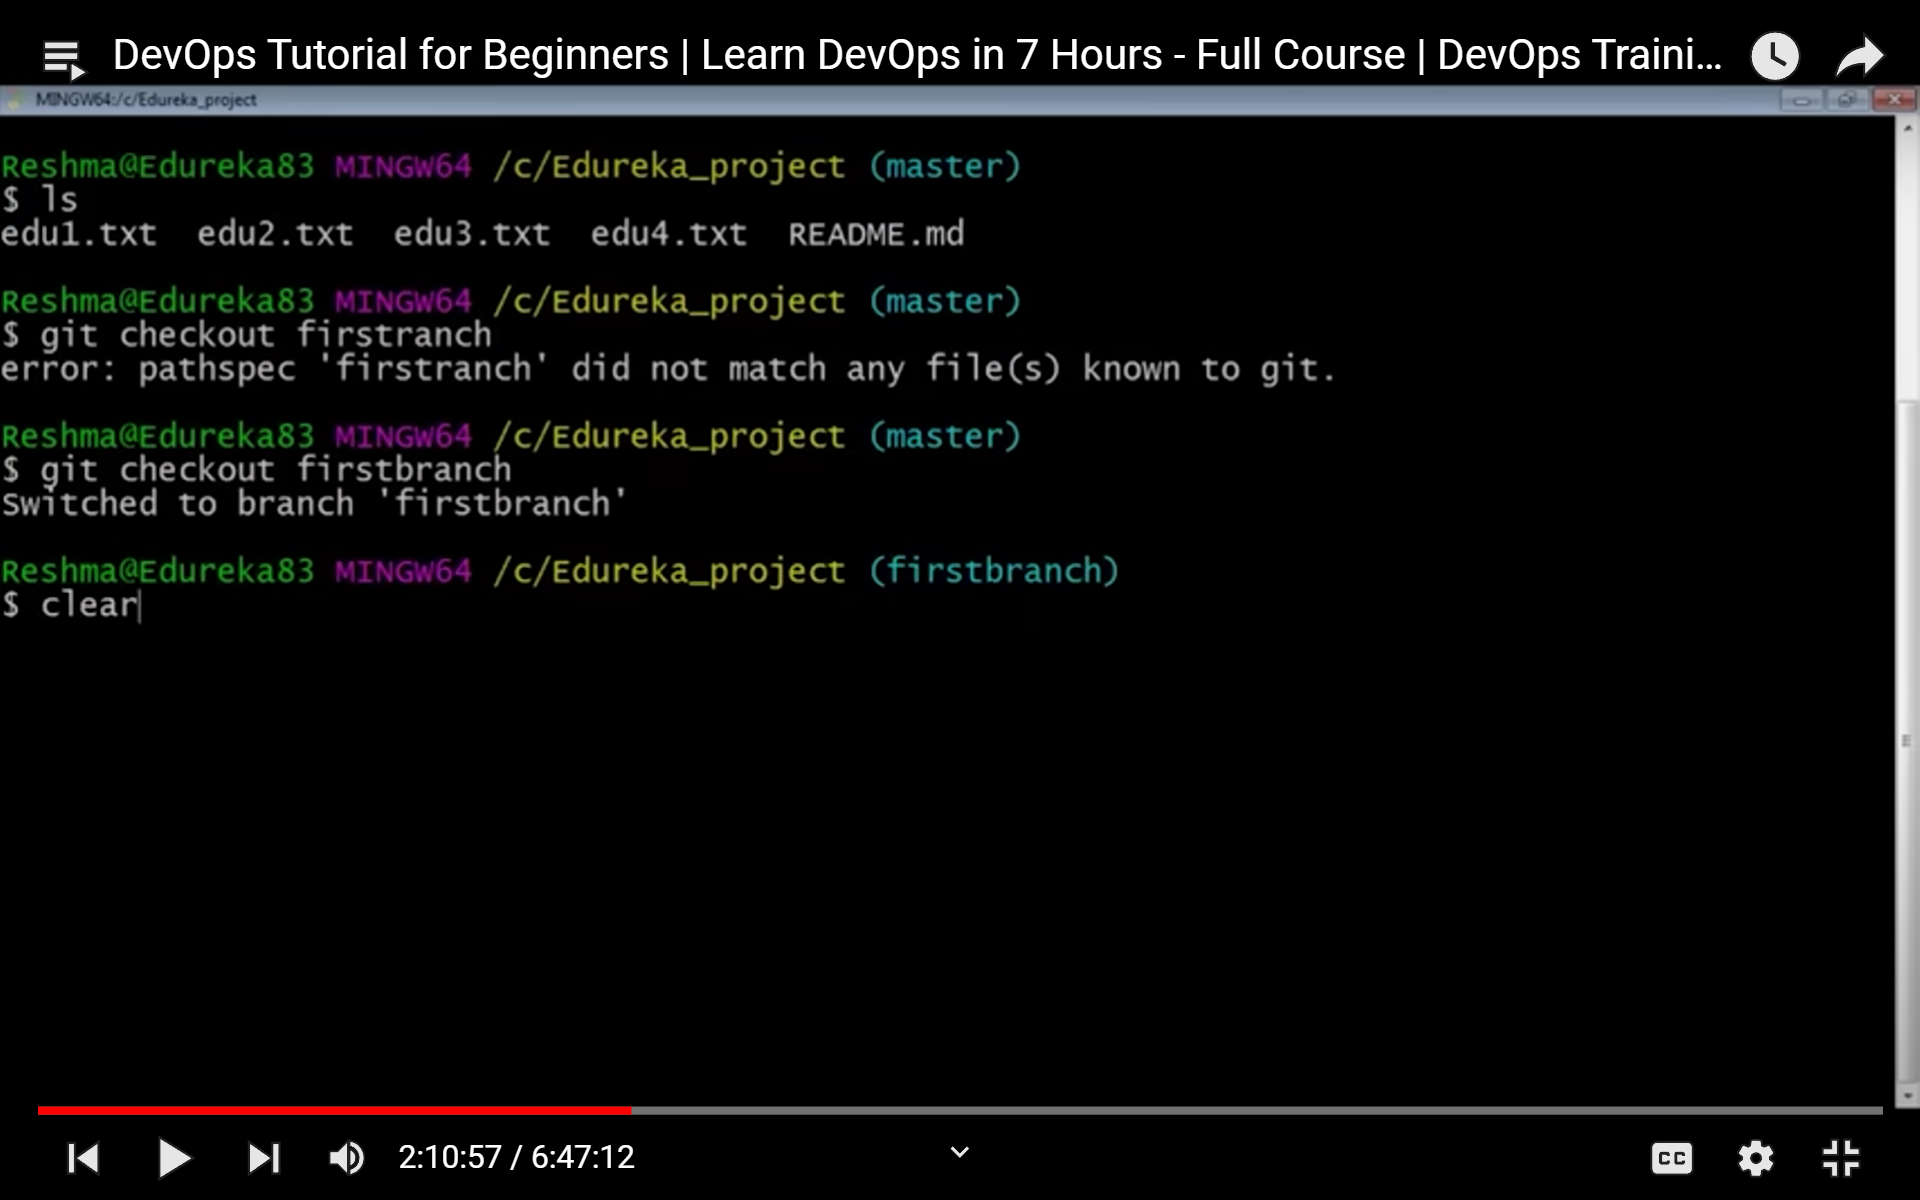 DevOps Tutorial for Beginners | Learn DevOps in 7 Hours - Full Course | DevOps Traini...
MINGW64:/c/Edureka_project
Reshma@Edureka83 MINGW64 /c/Edureka_project (master)
$ ls
edu1.txt  edu2.txt  edu3.txt  edu4.txt  README.md
Reshma@Edureka83 MINGW64 /c/Edureka_project (master)
$ git checkout firstranch
error: pathspec 'firstranch' did not match any file(s) known to git.
Reshma@Edureka83 MINGW64 /c/Edureka_project (master)
$ git checkout firstbranch
Switched to branch 'firstbranch'
Reshma@Edureka83 MINGW64 /c/Edureka_project (firstbranch)
$ clear
2:10:57 / 6:47:12
CC